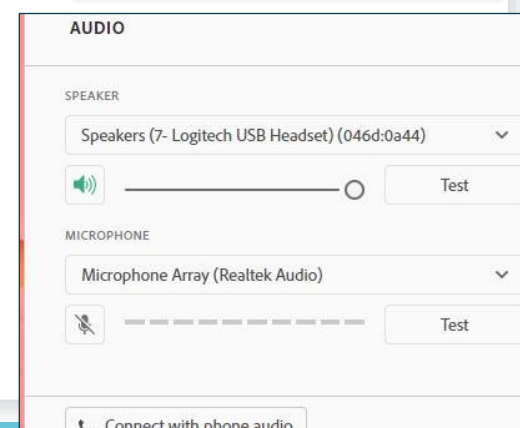 AUDIO
SPEAKER
Speakers (7- Logitech USB Headset) (046d:0a44)
Test
MICROPHONE
Microphone Array (Realtek Audio)
Test
Connect with phone audio